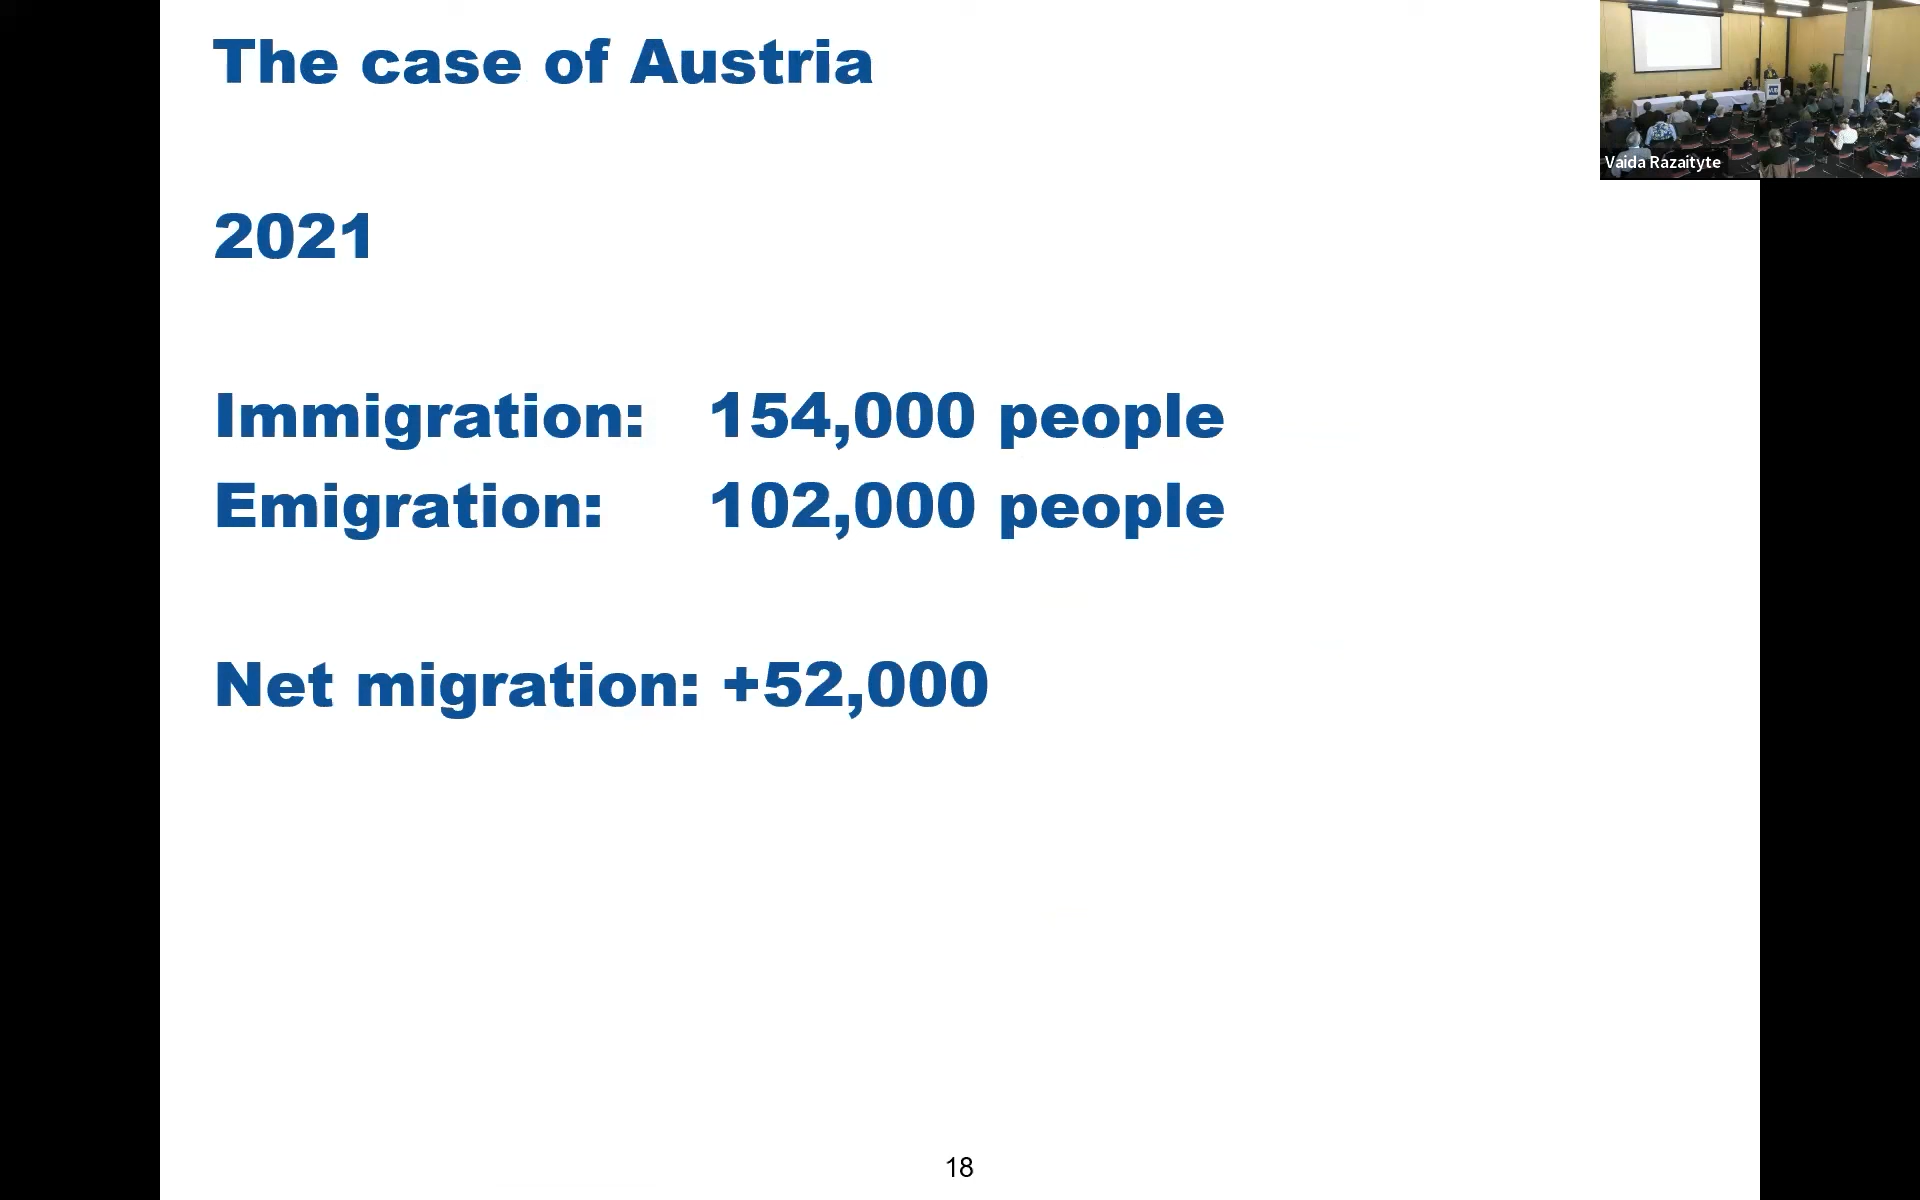 The case of Austria
2021
Immigration: 154,000 people
Emigration: 102,000 people
Net migration: +52,000
18
Vaida Razaityte